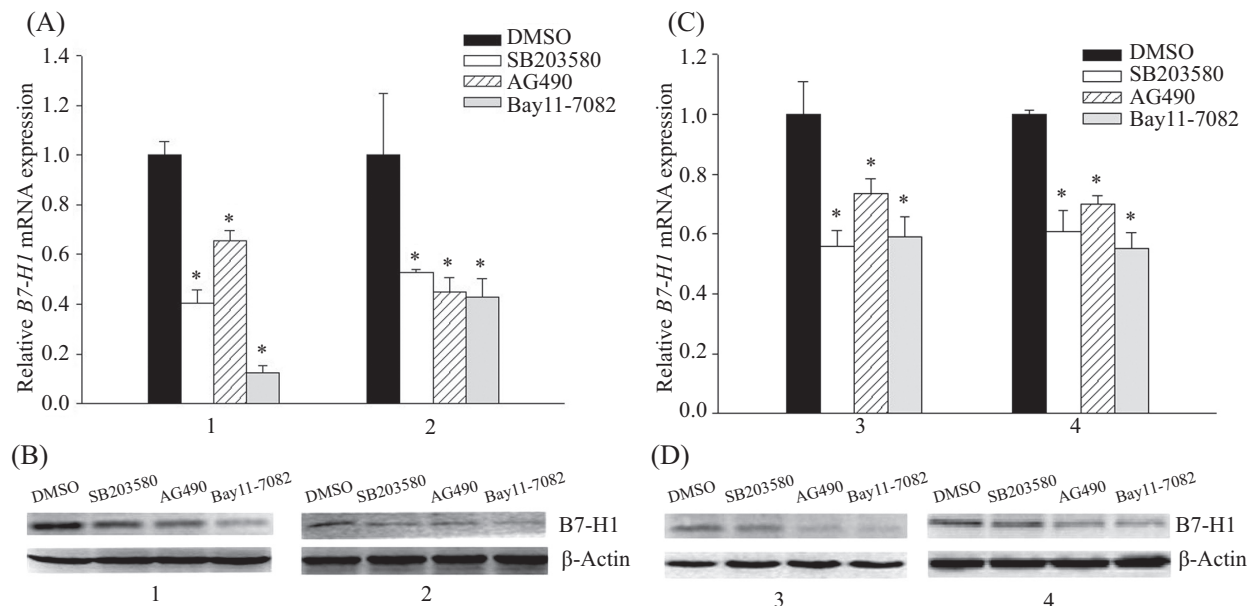 (A)
DMSO
SB203580
AG490
Bay11-7082
Relative B7-H1 mRNA expression
1.4
1.2
1.0
0.8
0.6
0.4
0.2
0.0
*
*
*
*
*
*
1
2
(C)
DMSO
SB203580
AG490
Bay11-7082
Relative B7-H1 mRNA expression
1.2
1.0
0.8
0.6
0.4
0.2
0.0
*
*
*
*
*
*
3
4
(B)
DMSO SB203580 AG490 Bay11-7082
DMSO SB203580 AG490 Bay11-7082
B7-H1
β-Actin
1
2
(D)
DMSO SB203580 AG490 Bay11-7082
DMSO SB203580 AG490 Bay11-7082
B7-H1
β-Actin
3
4